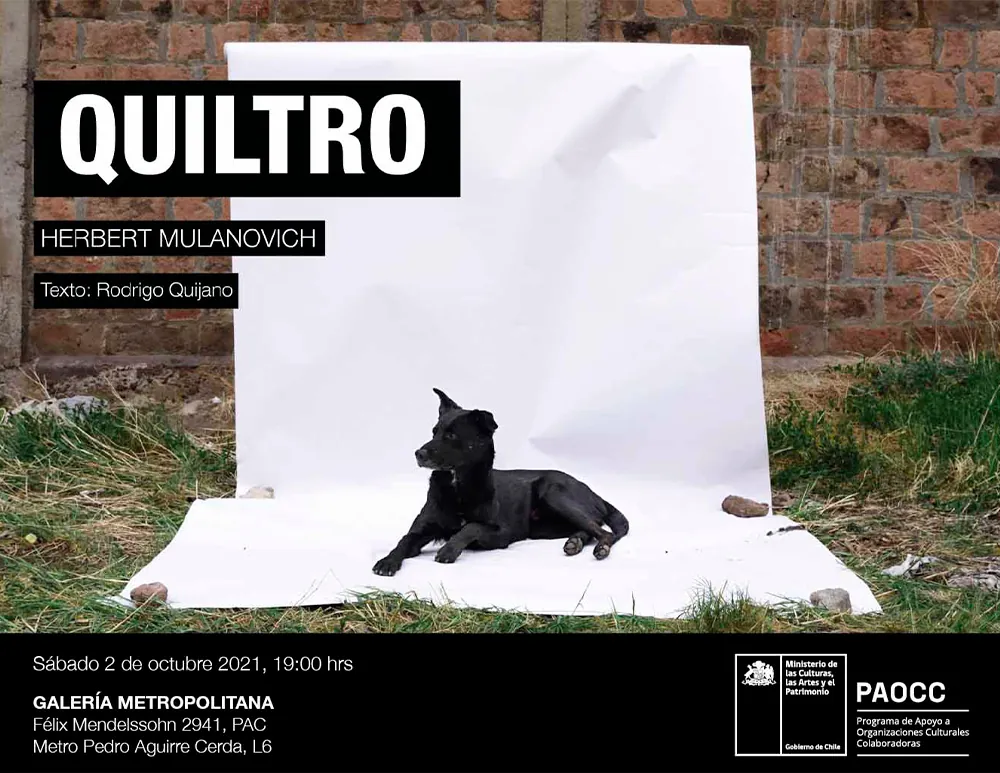 QUILTRO
HERBERT MULANOVICH
Texto: Rodrigo Quijano
Sábado 2 de octubre 2021, 19:00 hrs
GALERÍA METROPOLITANA
Félix Mendelssohn 2941, PAC
Metro Pedro Aguirre Cerda, L6
Ministerio de
las Culturas,
las Artes y el
Patrimonio
Gobierno de Chile
PAOCC
Programa de Apoyo a
Organizaciones Culturales
Colaboradoras